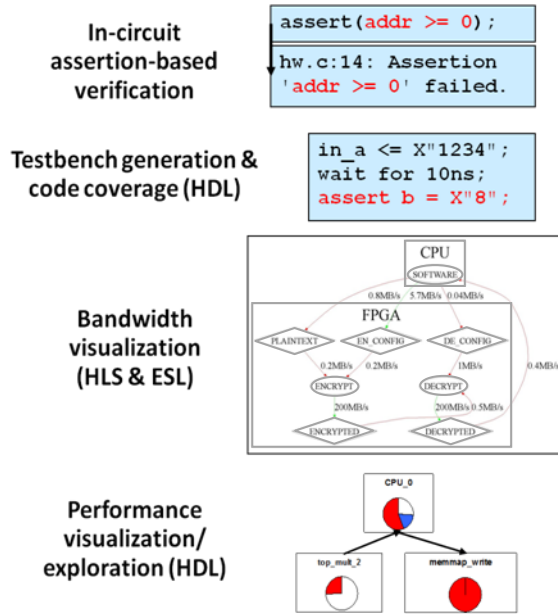 In-circuit
assertion-based
verification
assert(addr >= 0);
hw.c:14: Assertion
'addr >= 0' failed.
Testbench generation &
code coverage (HDL)
in_a <= X"1234";
wait for 10ns;
assert b = X"8";
Bandwidth
visualization
(HLS & ESL)
CPU
SOFTWARE
0.8MB/s 5.7MB/s 0.04MB/s
FPGA
PLAINTEXT EN_CONFIG DE_CONFIG
0.2MB/s 0.2MB/s 1MB/s 0.4MB/s
ENCRYPT DECRYPT
200MB/s 200MB/s 0.5MB/s
ENCRYPTED DECRYPTED
Performance
visualization/
exploration (HDL)
CPU_0
top_mult_2 memmap_write